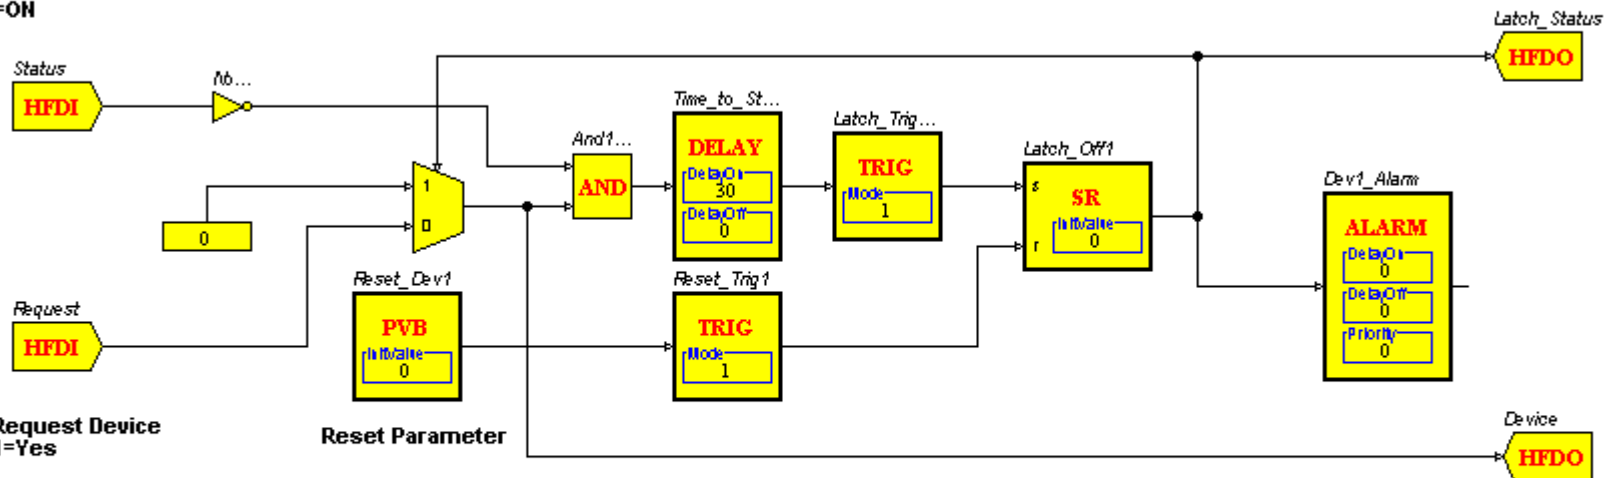 =ON
Latch_Status
HFDO
Status
HFDI
Nb...
Time_to_St...
DELAY
DelayOn
30
DelayOff
0
Latch_Trig...
TRIG
Mode
1
And1...
AND
Latch_Off1
s
SR
InitValue
0
r
Dev1_Alarm
ALARM
DelayOn
0
DelayOff
0
Priority
0
1
0
0
Request
HFDI
Reset_Dev1
PVB
InitValue
0
Reset_Trig1
TRIG
Mode
1
Request Device
=Yes
Reset Parameter
Device
HFDO